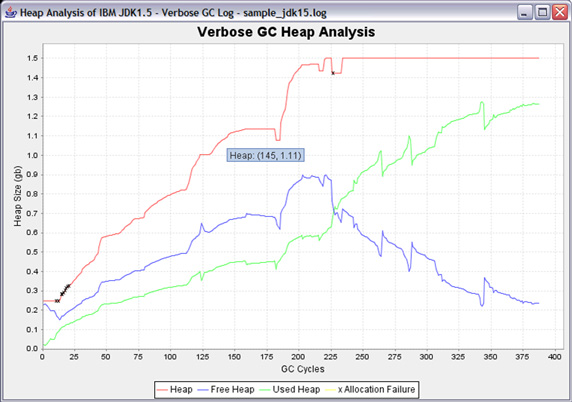 Heap Analysis of IBM JDK1.5 - Verbose GC Log - sample_jdk15.log
Verbose GC Heap Analysis
Heap Size (gb)
1.5
1.4
1.3
1.2
1.1
1.0
0.9
0.8
0.7
0.6
0.5
0.4
0.3
0.2
0.1
0.0
Heap: (145, 1.11)
0 25 50 75 100 125 150 175 200 225 250 275 300 325 350 375 400
GC Cycles
Heap Free Heap Used Heap x Allocation Failure